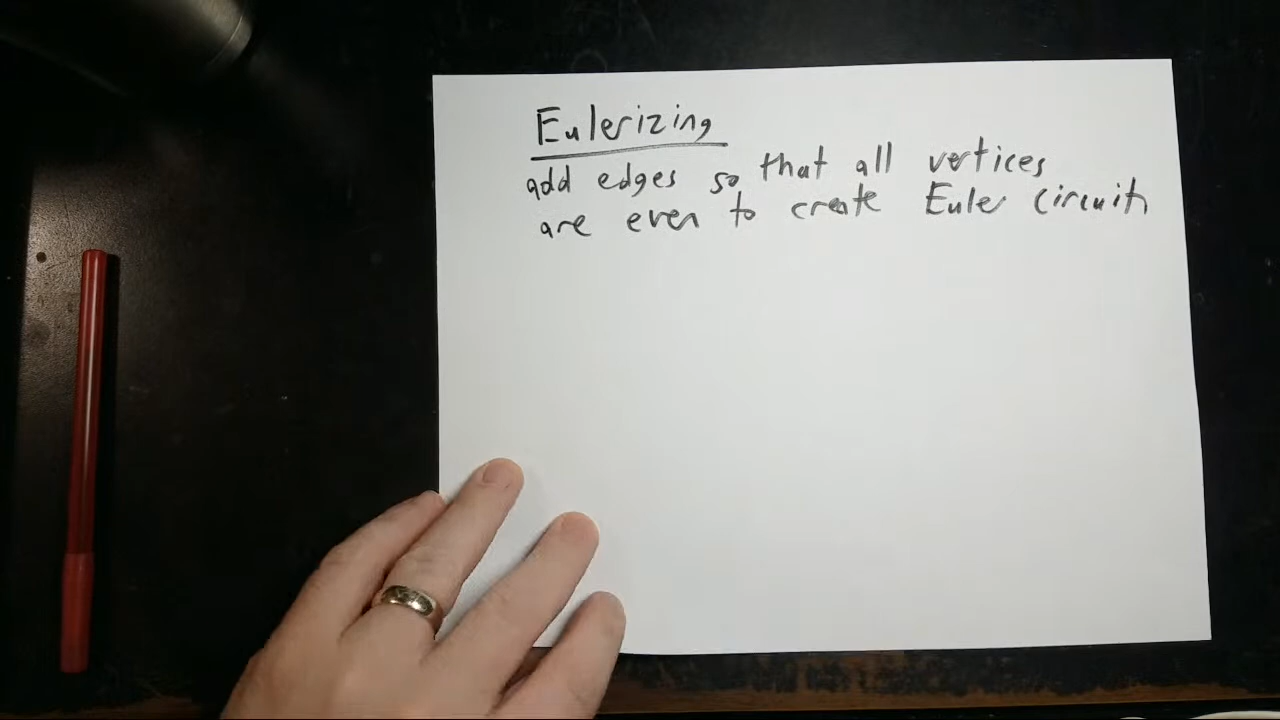 Eulerizing
add edges so that all vertices
are even to create Euler Circuit